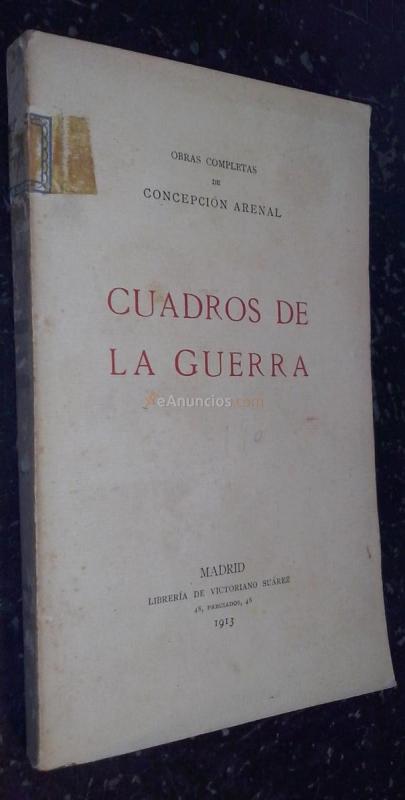 OBRAS COMPLETAS
DE
CONCEPCIÓN ARENAL
CUADROS DE
LA GUERRA
eAnuncios.com
MADRID
LIBRERÍA DE VICTORIANO SUÁREZ
48, PRECIADOS, 48
1913